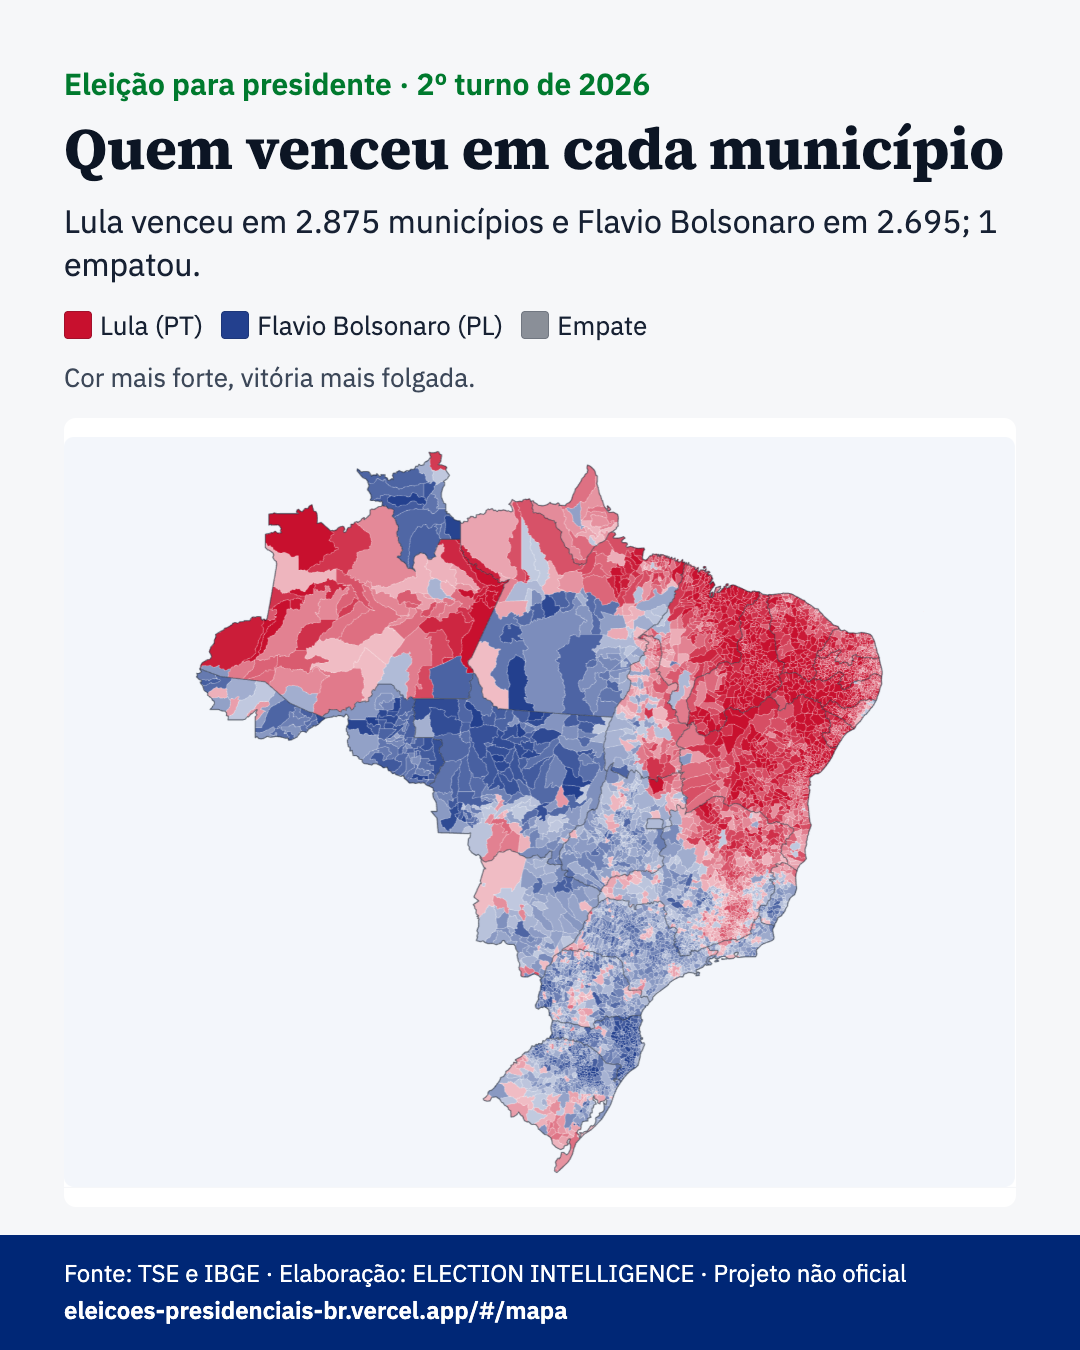 Eleição para presidente · 2º turno de 2026
Quem venceu em cada município
Lula venceu em 2.875 municípios e Flavio Bolsonaro em 2.695; 1
empatou.
Lula (PT) Flavio Bolsonaro (PL) Empate
Cor mais forte, vitória mais folgada.
Fonte: TSE e IBGE · Elaboração: ELECTION INTELLIGENCE · Projeto não oficial
eleicoes-presidenciais-br.vercel.app/#/mapa